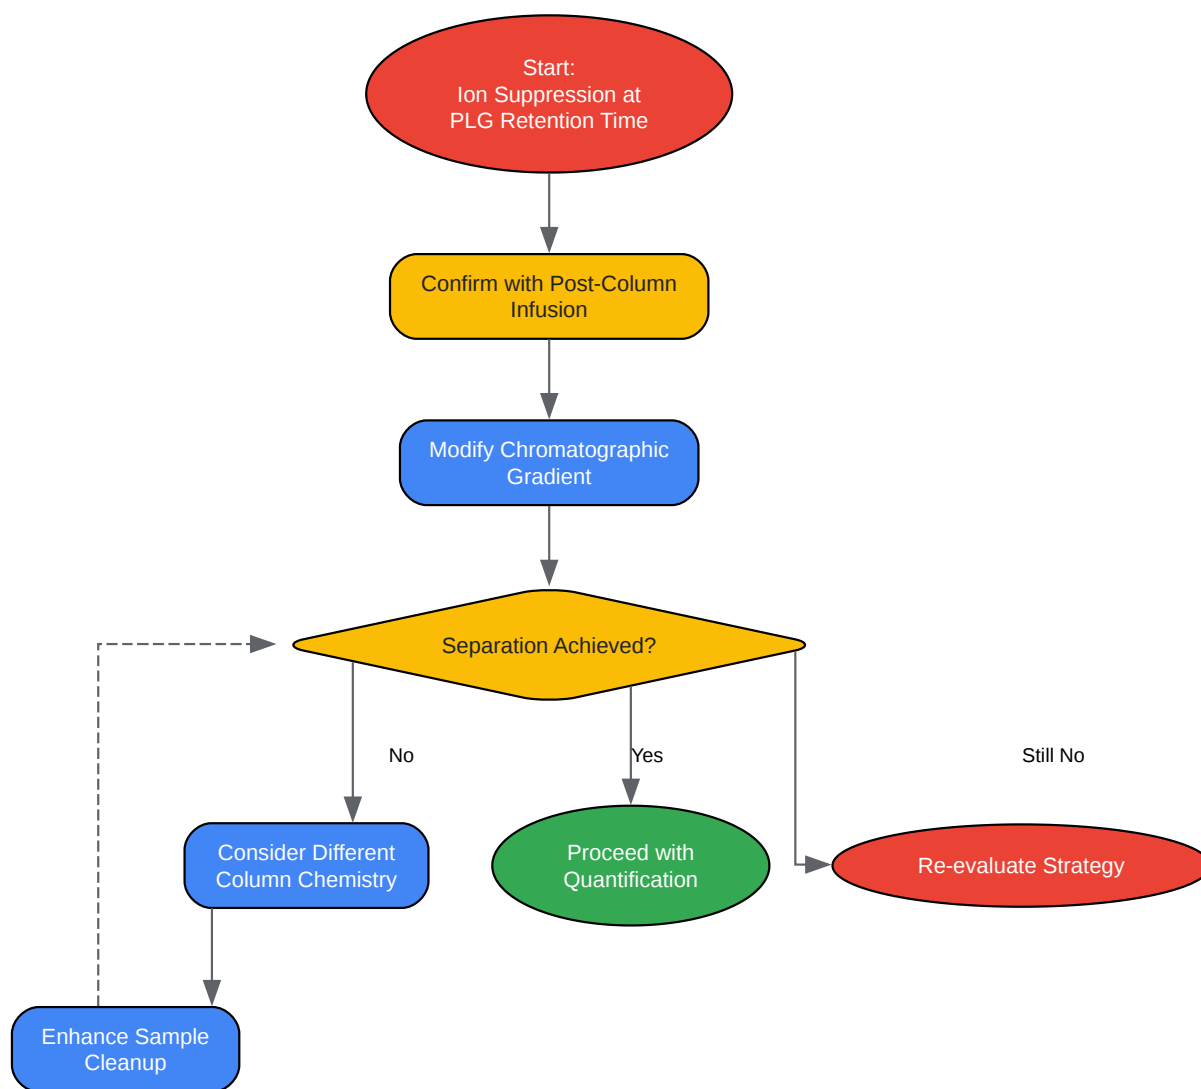 Start:
Ion Suppression at
PLG Retention Time
Confirm with Post-Column
Infusion
Modify Chromatographic
Gradient
Separation Achieved?
No
Yes
Still No
Consider Different
Column Chemistry
Proceed with
Quantification
Re-evaluate Strategy
Enhance Sample
Cleanup